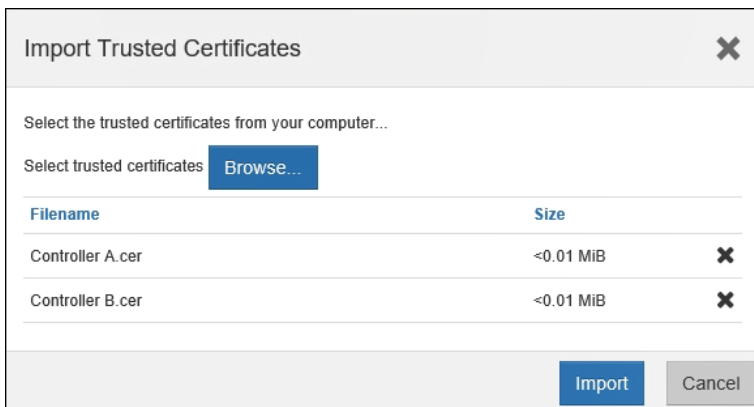 Import Trusted Certificates
Select the trusted certificates from your computer...
Select trusted certificates Browse...
Filename Size
Controller A.cer <0.01 MiB
Controller B.cer <0.01 MiB
Import Cancel